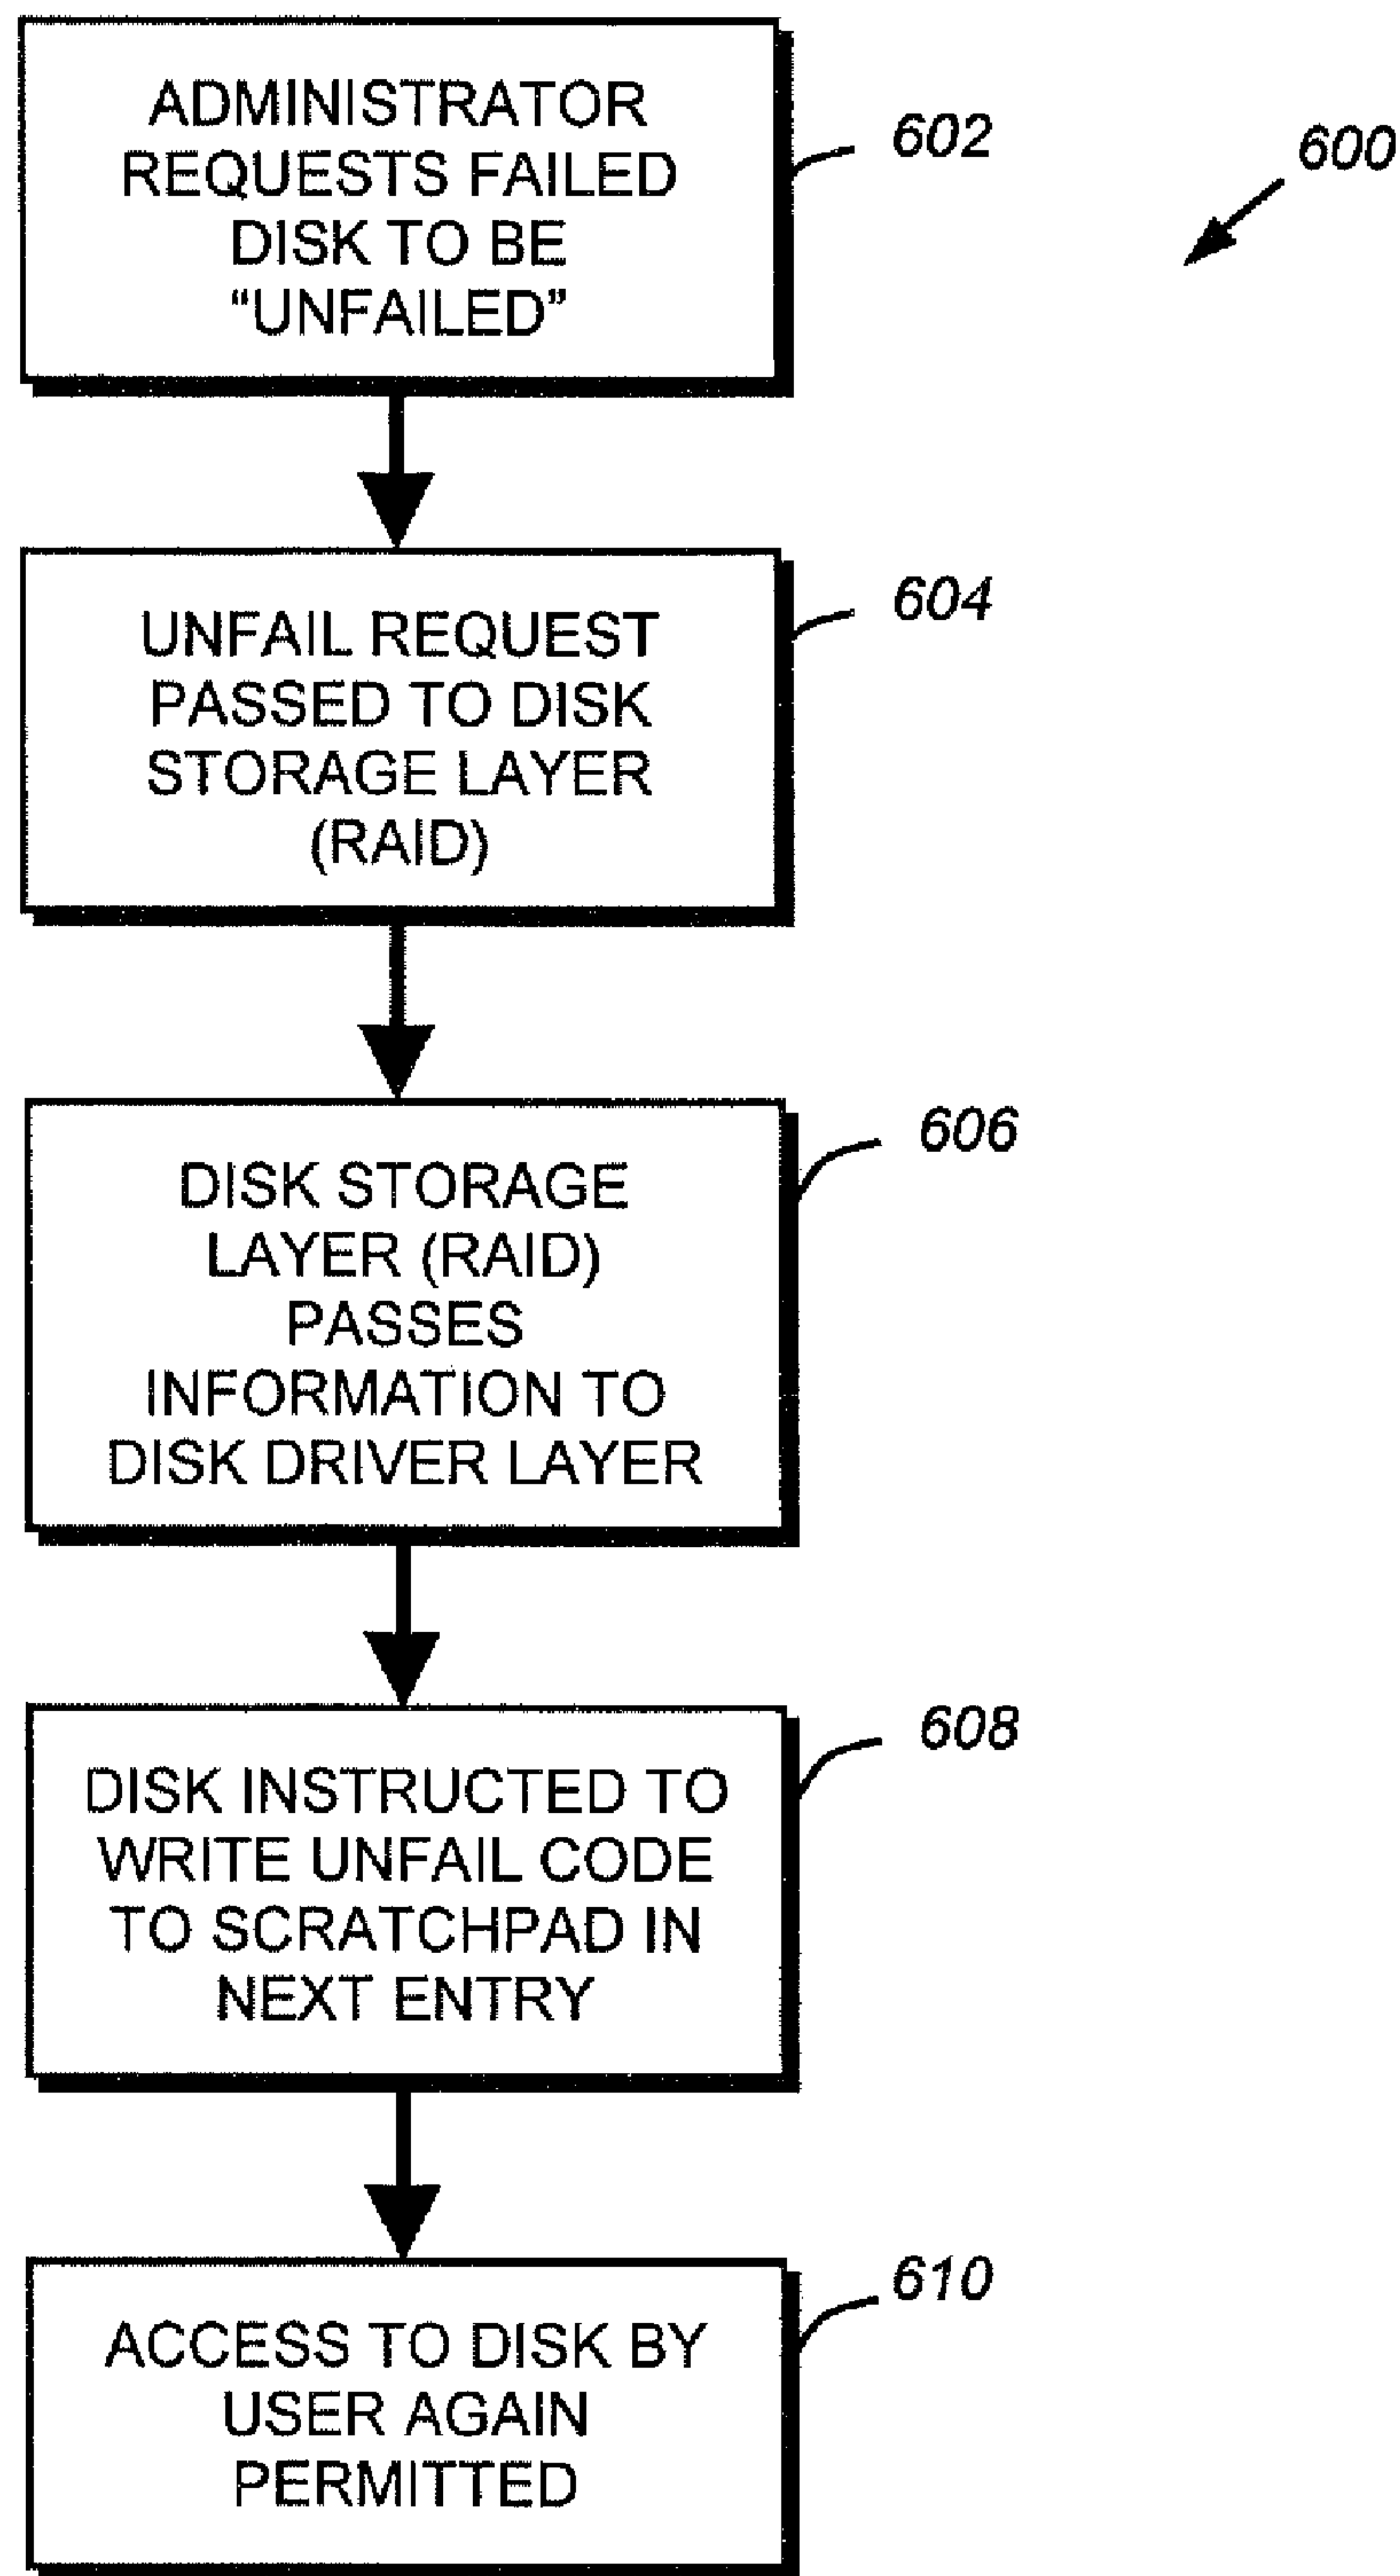 ADMINISTRATOR
REQUESTS FAILED
DISK TO BE
“UNFAILED”
602
600
UNFAIL REQUEST
PASSED TO DISK
STORAGE LAYER
(RAID)
604
DISK STORAGE
LAYER (RAID)
PASSES
INFORMATION TO
DISK DRIVER LAYER
606
DISK INSTRUCTED TO
WRITE UNFAIL CODE
TO SCRATCHPAD IN
NEXT ENTRY
608
ACCESS TO DISK BY
USER AGAIN
PERMITTED
610